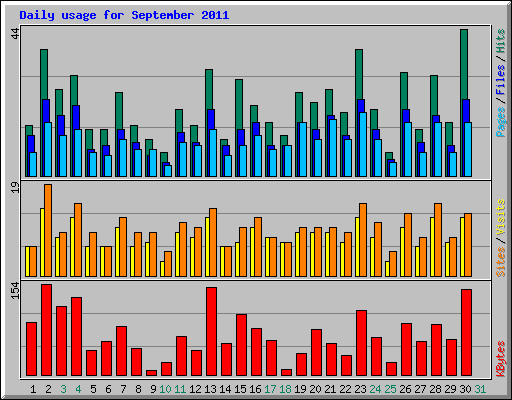 Daily usage for September 2011
44
Pages / Files / Hits
19
Sites / Visits
154
KBytes
1 2 3 4 5 6 7 8 9 10 11 12 13 14 15 16 17 18 19 20 21 22 23 24 25 26 27 28 29 30 31